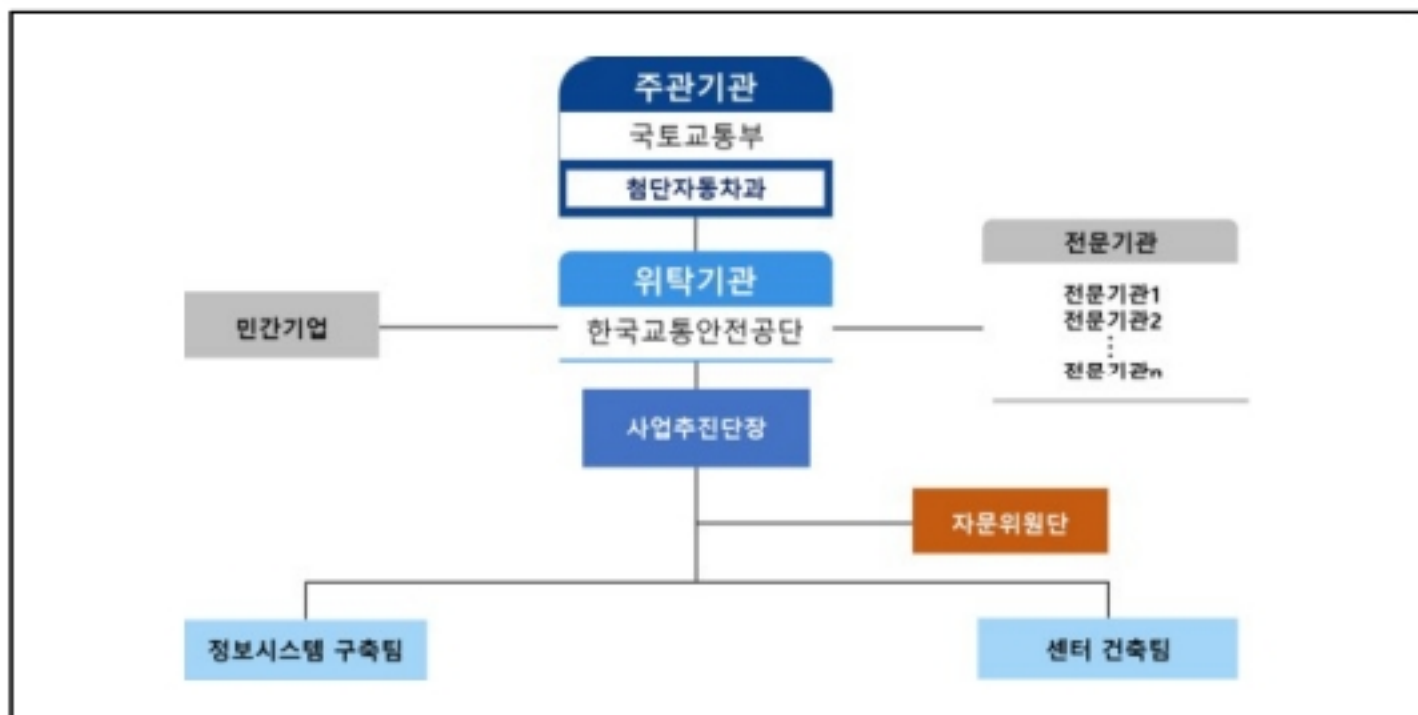 주관기관
국토교통부
첨단자동차과
위탁기관
한국교통안전공단
민간기업
전문기관
전문기관1
전문기관2
⋮
전문기관n
사업추진단장
자문위원단
정보시스템 구축팀
센터 건축팀